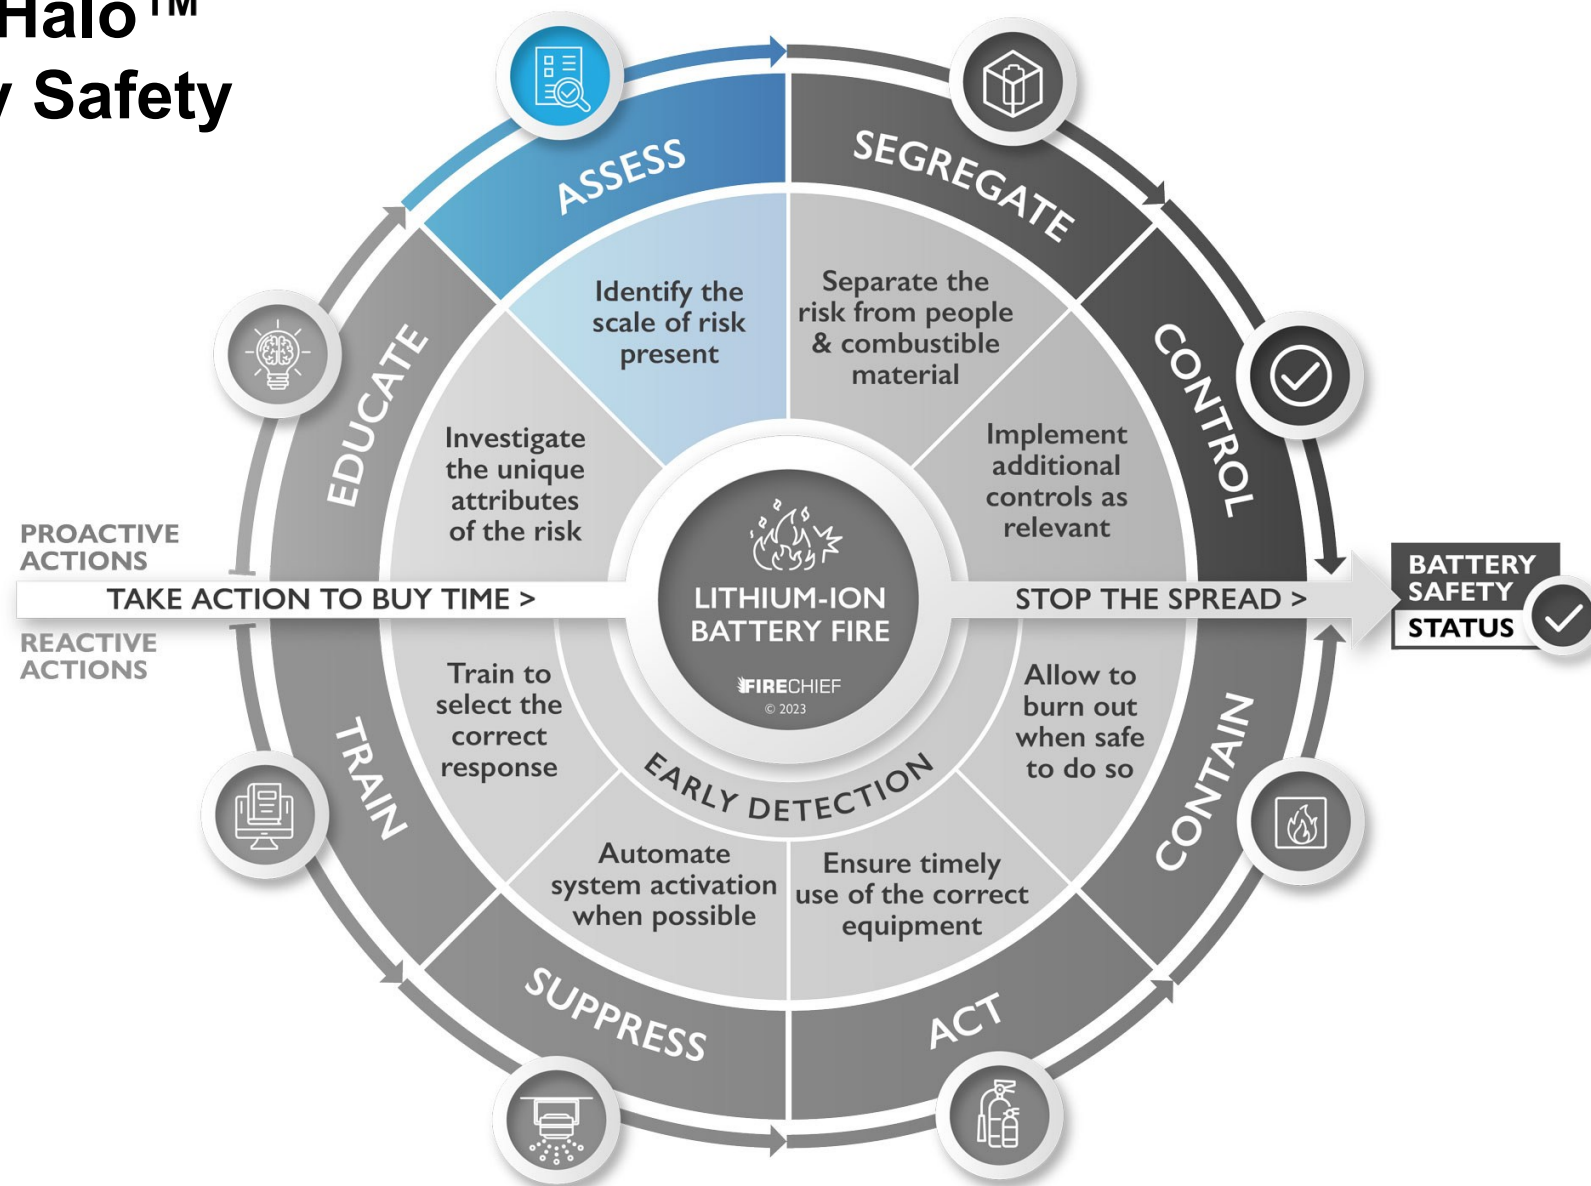 Halo™
Safety
ASSESS
Identify the
scale of risk
present
SEGREGATE
Separate the
risk from people
& combustible
material
CONTROL
Implement
additional
controls as
relevant
EDUCATE
Investigate
the unique
attributes
of the risk
PROACTIVE
ACTIONS
TAKE ACTION TO BUY TIME >
REACTIVE
ACTIONS
LITHIUM-ION
BATTERY FIRE
FIRECHIEF
© 2023
STOP THE SPREAD >
BATTERY
SAFETY
STATUS
TRAIN
Train to
select the
correct
response
EARLY DETECTION
SUPPRESS
Automate
system activation
when possible
ACT
Ensure timely
use of the correct
equipment
CONTAIN
Allow to
burn out
when safe
to do so